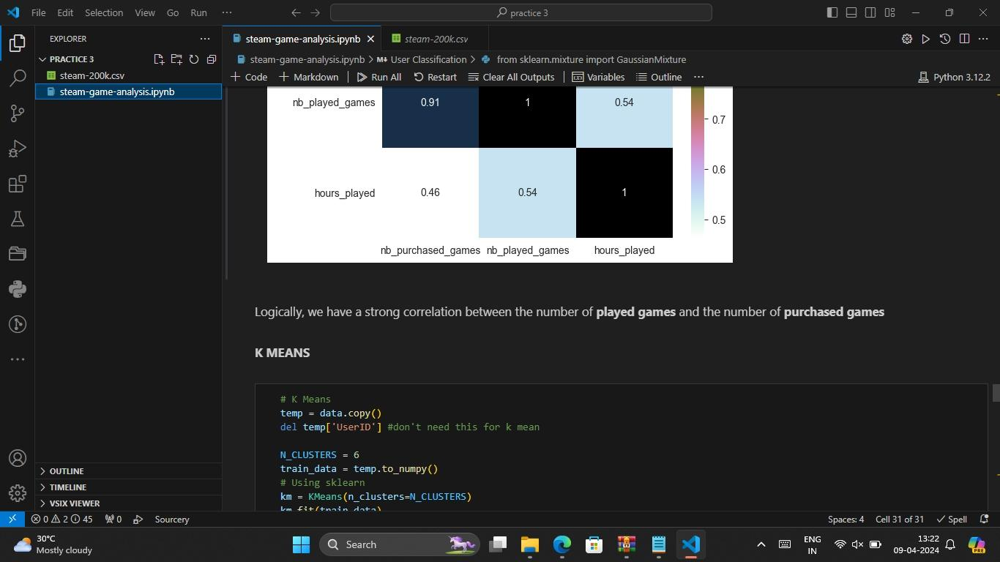 File Edit Selection View Go Run ···
practice 3
EXPLORER
steam-game-analysis.ipynb
steam-200k.csv
PRACTICE 3
steam-200k.csv
steam-game-analysis.ipynb
steam-game-analysis.ipynb > M↓ User Classification > from sklearn.mixture import GaussianMixture
+ Code + Markdown Run All Restart Clear All Outputs Variables Outline ··· Python 3.12.2
nb_played_games 0.91 1 0.54
0.7
0.6
hours_played 0.46 0.54 1
0.5
nb_purchased_games nb_played_games hours_played
Logically, we have a strong correlation between the number of played games and the number of purchased games
K MEANS
# K Means
temp = data.copy()
del temp['UserID'] #don't need this for k mean
N_CLUSTERS = 6
train_data = temp.to_numpy()
# Using sklearn
km = KMeans(n_clusters=N_CLUSTERS)
km.fit(train_data)
OUTLINE
TIMELINE
VSIX VIEWER
0 2 45 0 Sourcery Spaces: 4 Cell 31 of 31 Spell
30°C
Mostly cloudy
Search
ENG
IN
13:22
09-04-2024
PRE